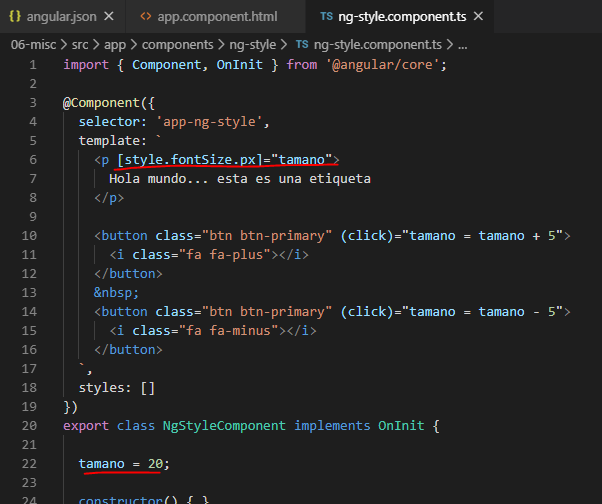 angular.json app.component.html TS ng-style.component.ts
06-misc > src > app > components > ng-style > TS ng-style.component.ts > ...
1 import { Component, OnInit } from '@angular/core';
2
3 @Component({
4 selector: 'app-ng-style',
5 template: `
6 <p [style.fontSize.px]="tamano">
7 Hola mundo... esta es una etiqueta
8 </p>
9
10 <button class="btn btn-primary" (click)="tamano = tamano + 5">
11 <i class="fa fa-plus"></i>
12 </button>
13 &nbsp;
14 <button class="btn btn-primary" (click)="tamano = tamano - 5">
15 <i class="fa fa-minus"></i>
16 </button>
17 `,
18 styles: []
19 })
20 export class NgStyleComponent implements OnInit {
21
22 tamano = 20;
23
24 constructor() { }